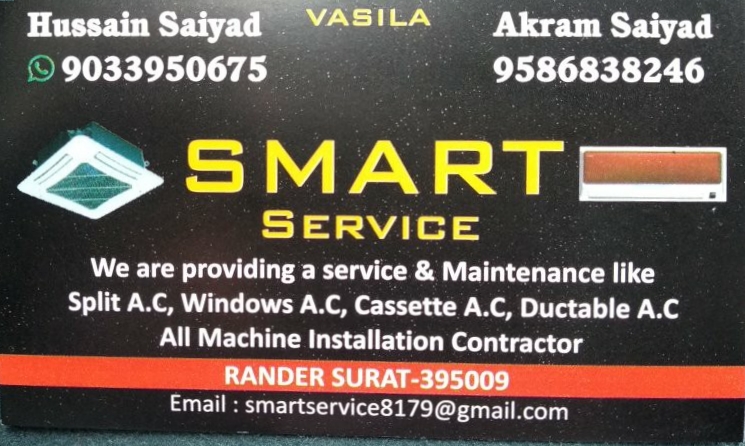 VASILA
Hussain Saiyad
9033950675
Akram Saiyad
9586838246
SMART
SERVICE
We are providing a service & Maintenance like
Split A.C, Windows A.C, Cassette A.C, Ductable A.C
All Machine Installation Contractor
RANDER SURAT-395009
Email : smartservice8179@gmail.com